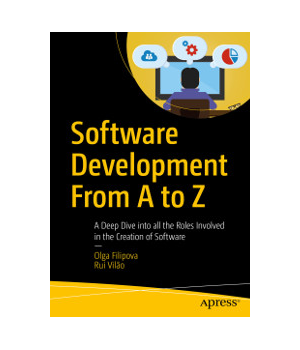 Software
Development
From A to Z
A Deep Dive into all the Roles Involved
in the Creation of Software
—
Olga Filipova
Rui Vilão
Apress®